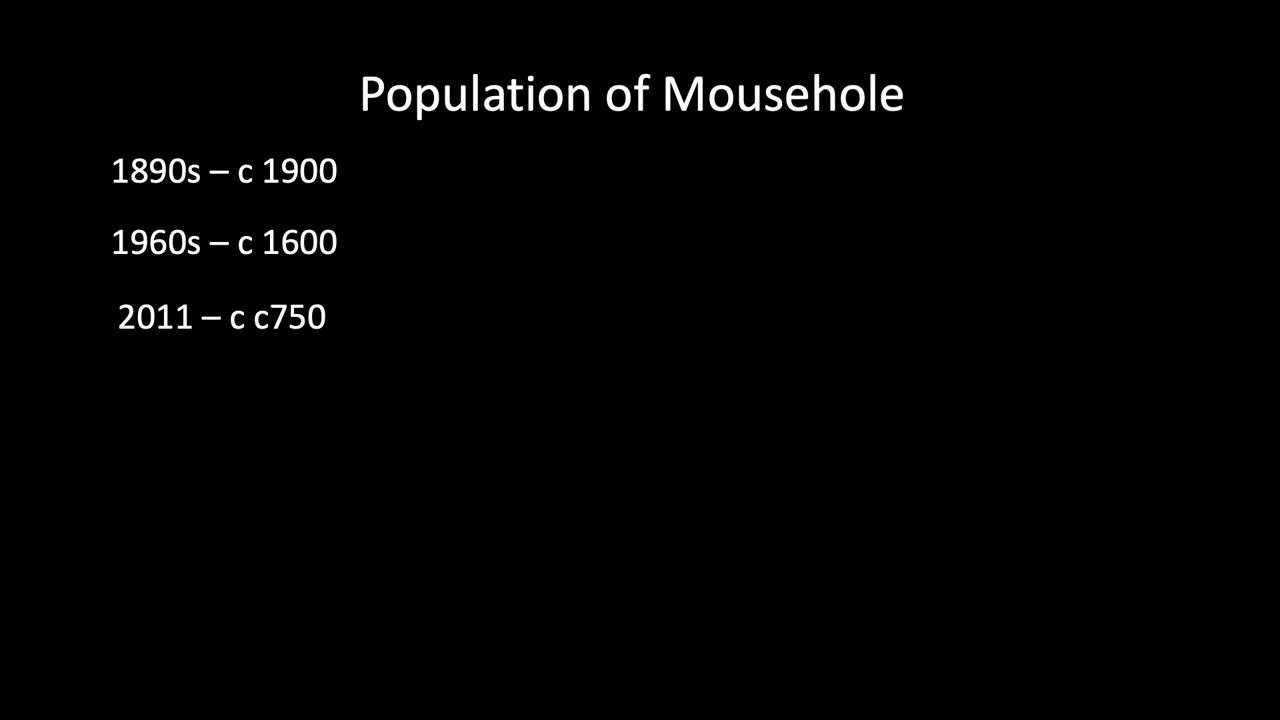 Population of Mousehole
1890s – c 1900
1960s – c 1600
2011 – c c750